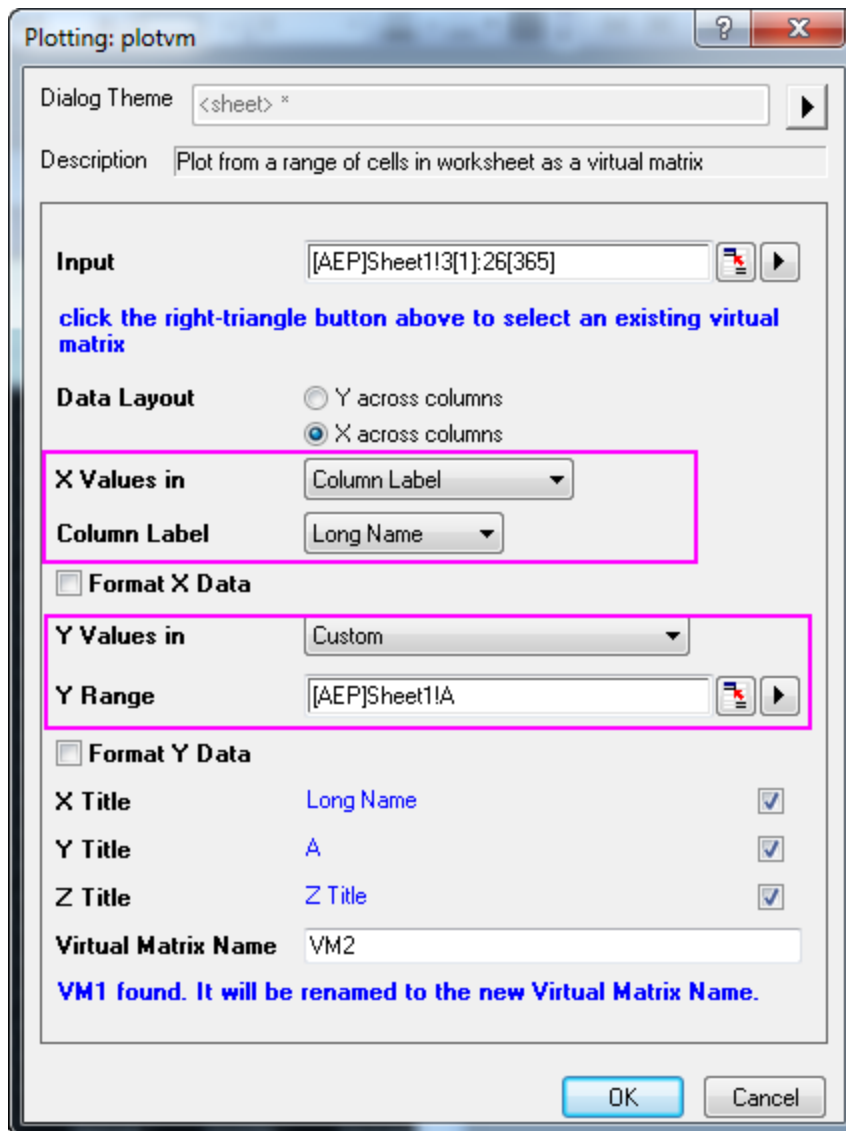 Plotting: plotvm
Dialog Theme <sheet> *
Description Plot from a range of cells in worksheet as a virtual matrix
Input [AEP]Sheet1!3[1]:26[365]
click the right-triangle button above to select an existing virtual
matrix
Data Layout Y across columns
X across columns
X Values in Column Label
Column Label Long Name
Format X Data
Y Values in Custom
Y Range [AEP]Sheet1!A
Format Y Data
X Title Long Name
Y Title A
Z Title Z Title
Virtual Matrix Name VM2
VM1 found. It will be renamed to the new Virtual Matrix Name.
OK Cancel